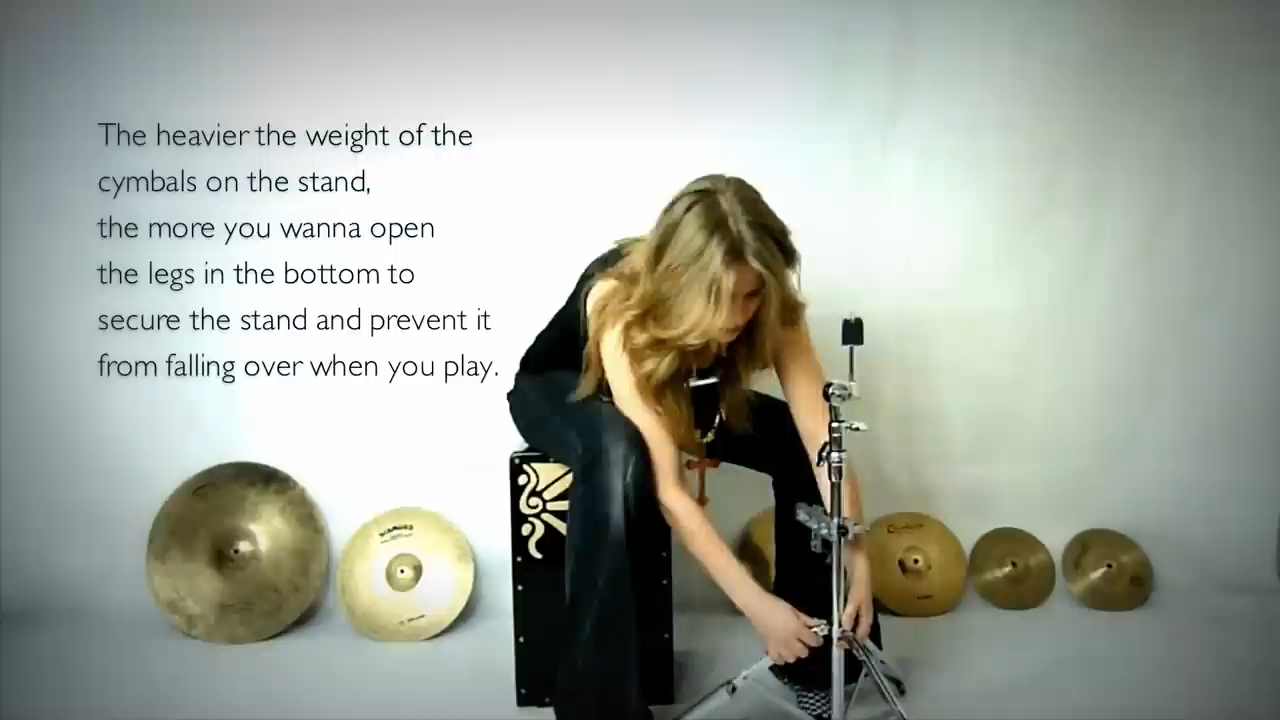 The heavier the weight of the
cymbals on the stand,
the more you wanna open
the legs in the bottom to
secure the stand and prevent it
from falling over when you play.